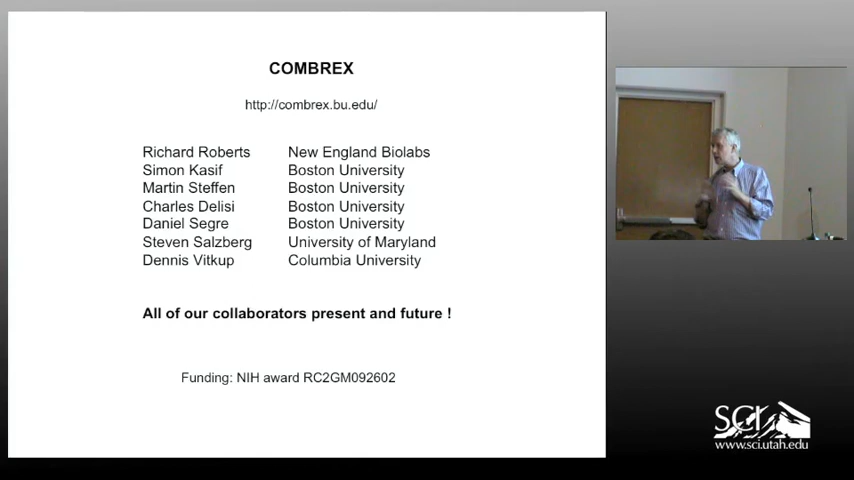 COMBREX
http://combrex.bu.edu/
Richard Roberts New England Biolabs
Simon Kasif Boston University
Martin Steffen Boston University
Charles Delisi Boston University
Daniel Segre Boston University
Steven Salzberg University of Maryland
Dennis Vitkup Columbia University
All of our collaborators present and future !
Funding: NIH award RC2GM092602
SCI
www.sci.utah.edu